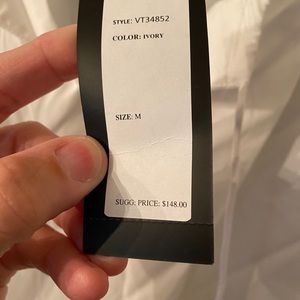 STYLE: VT34852
COLOR: IVORY
SIZE: M
SUGG: PRICE: $148.00